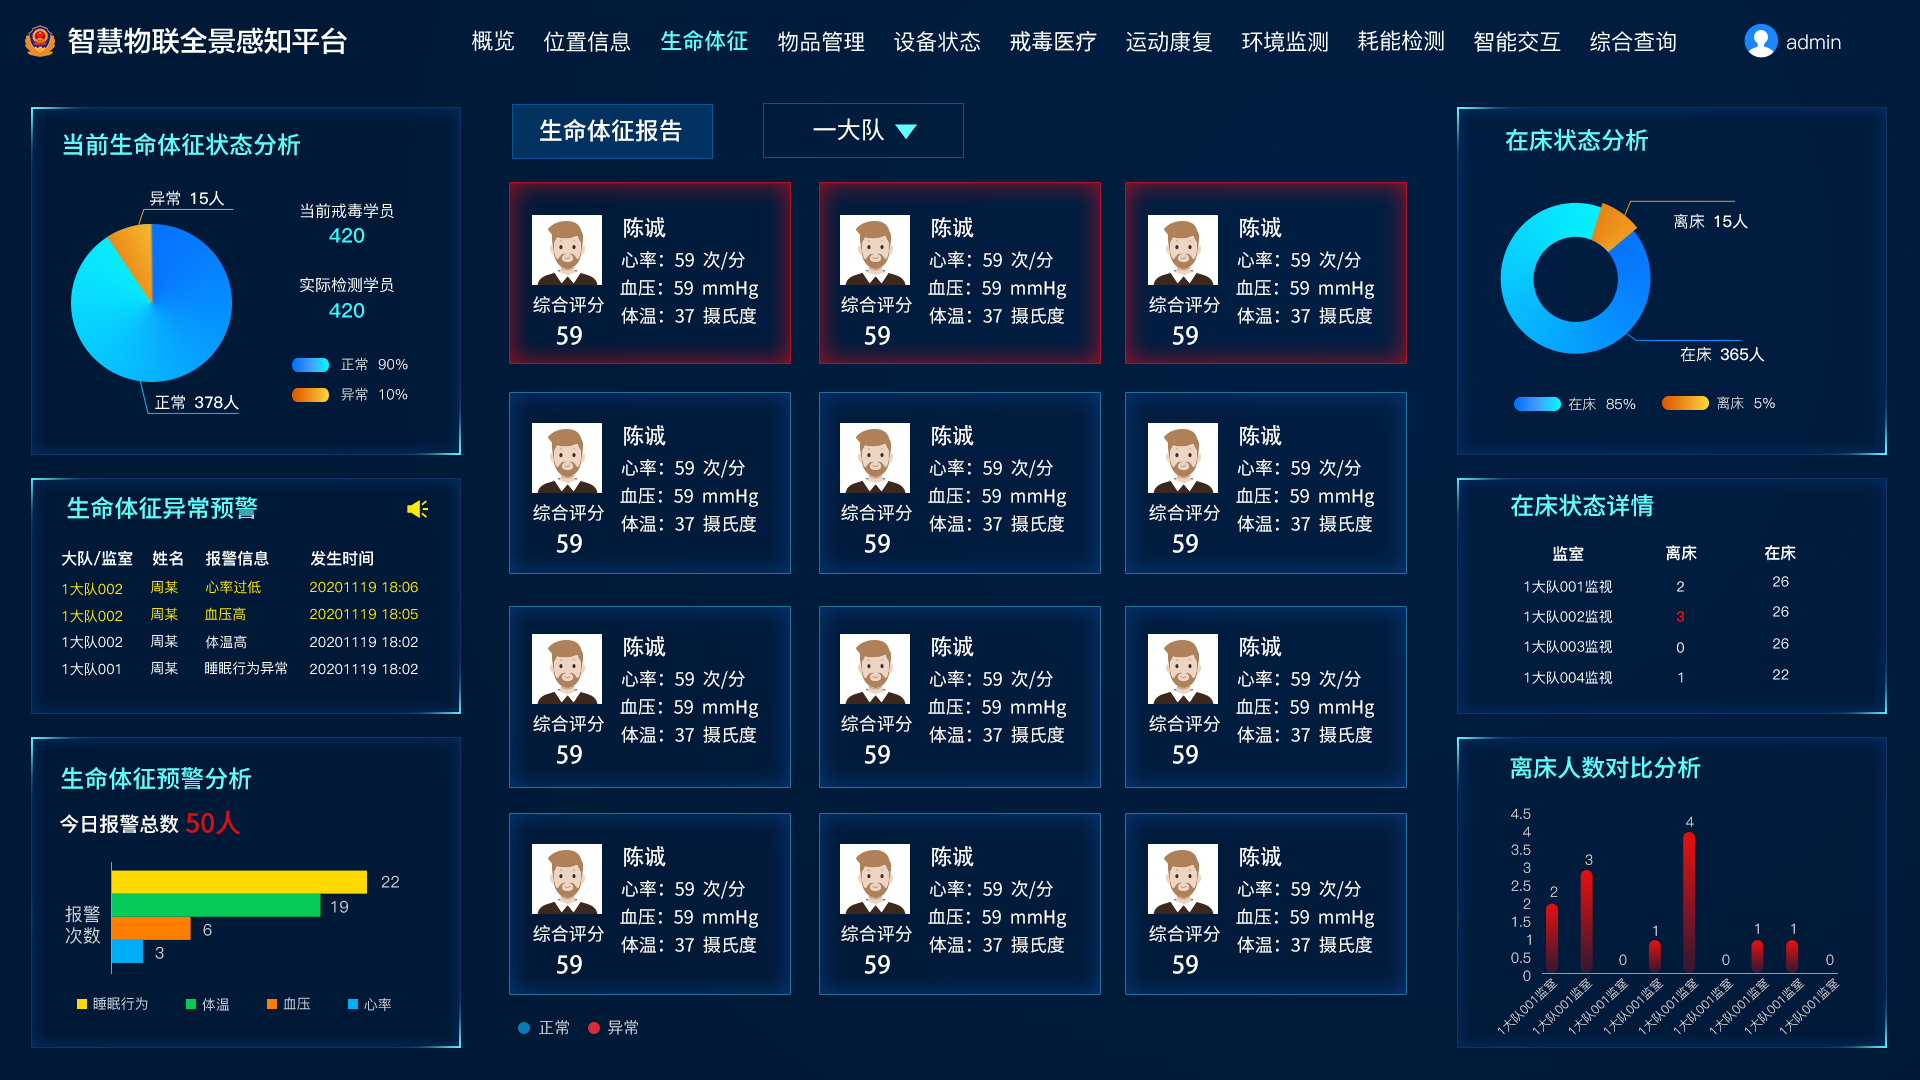 智慧物联全景感知平台
概览 位置信息 生命体征 物品管理 设备状态 戒毒医疗 运动康复 环境监测 耗能检测 智能交互 综合查询
admin
当前生命体征状态分析
异常 15人
当前戒毒学员
420
实际检测学员
420
正常 90%
异常 10%
正常 378人
生命体征异常预警
大队/监室 姓名 报警信息 发生时间
1大队002 周某 心率过低 20201119 18:06
1大队002 周某 血压高 20201119 18:05
1大队002 周某 体温高 20201119 18:02
1大队001 周某 睡眠行为异常 20201119 18:02
生命体征预警分析
今日报警总数 50人
报警
次数
22
19
6
3
睡眠行为 体温 血压 心率
生命体征报告
一大队
陈诚
心率：59 次/分
血压：59 mmHg
体温：37 摄氏度
综合评分
59
陈诚
心率：59 次/分
血压：59 mmHg
体温：37 摄氏度
综合评分
59
陈诚
心率：59 次/分
血压：59 mmHg
体温：37 摄氏度
综合评分
59
陈诚
心率：59 次/分
血压：59 mmHg
体温：37 摄氏度
综合评分
59
陈诚
心率：59 次/分
血压：59 mmHg
体温：37 摄氏度
综合评分
59
陈诚
心率：59 次/分
血压：59 mmHg
体温：37 摄氏度
综合评分
59
陈诚
心率：59 次/分
血压：59 mmHg
体温：37 摄氏度
综合评分
59
陈诚
心率：59 次/分
血压：59 mmHg
体温：37 摄氏度
综合评分
59
陈诚
心率：59 次/分
血压：59 mmHg
体温：37 摄氏度
综合评分
59
陈诚
心率：59 次/分
血压：59 mmHg
体温：37 摄氏度
综合评分
59
陈诚
心率：59 次/分
血压：59 mmHg
体温：37 摄氏度
综合评分
59
陈诚
心率：59 次/分
血压：59 mmHg
体温：37 摄氏度
综合评分
59
正常 异常
在床状态分析
离床 15人
在床 365人
在床 85% 离床 5%
在床状态详情
监室 离床 在床
1大队001监视 2 26
1大队002监视 3 26
1大队003监视 0 26
1大队004监视 1 22
离床人数对比分析
4.5
4
3.5
3
2.5
2
1.5
1
0.5
0
2 3 0 1 4 0 1 1 0
1大队001监室
1大队001监室
1大队001监室
1大队001监室
1大队001监室
1大队001监室
1大队001监室
1大队001监室
1大队001监室